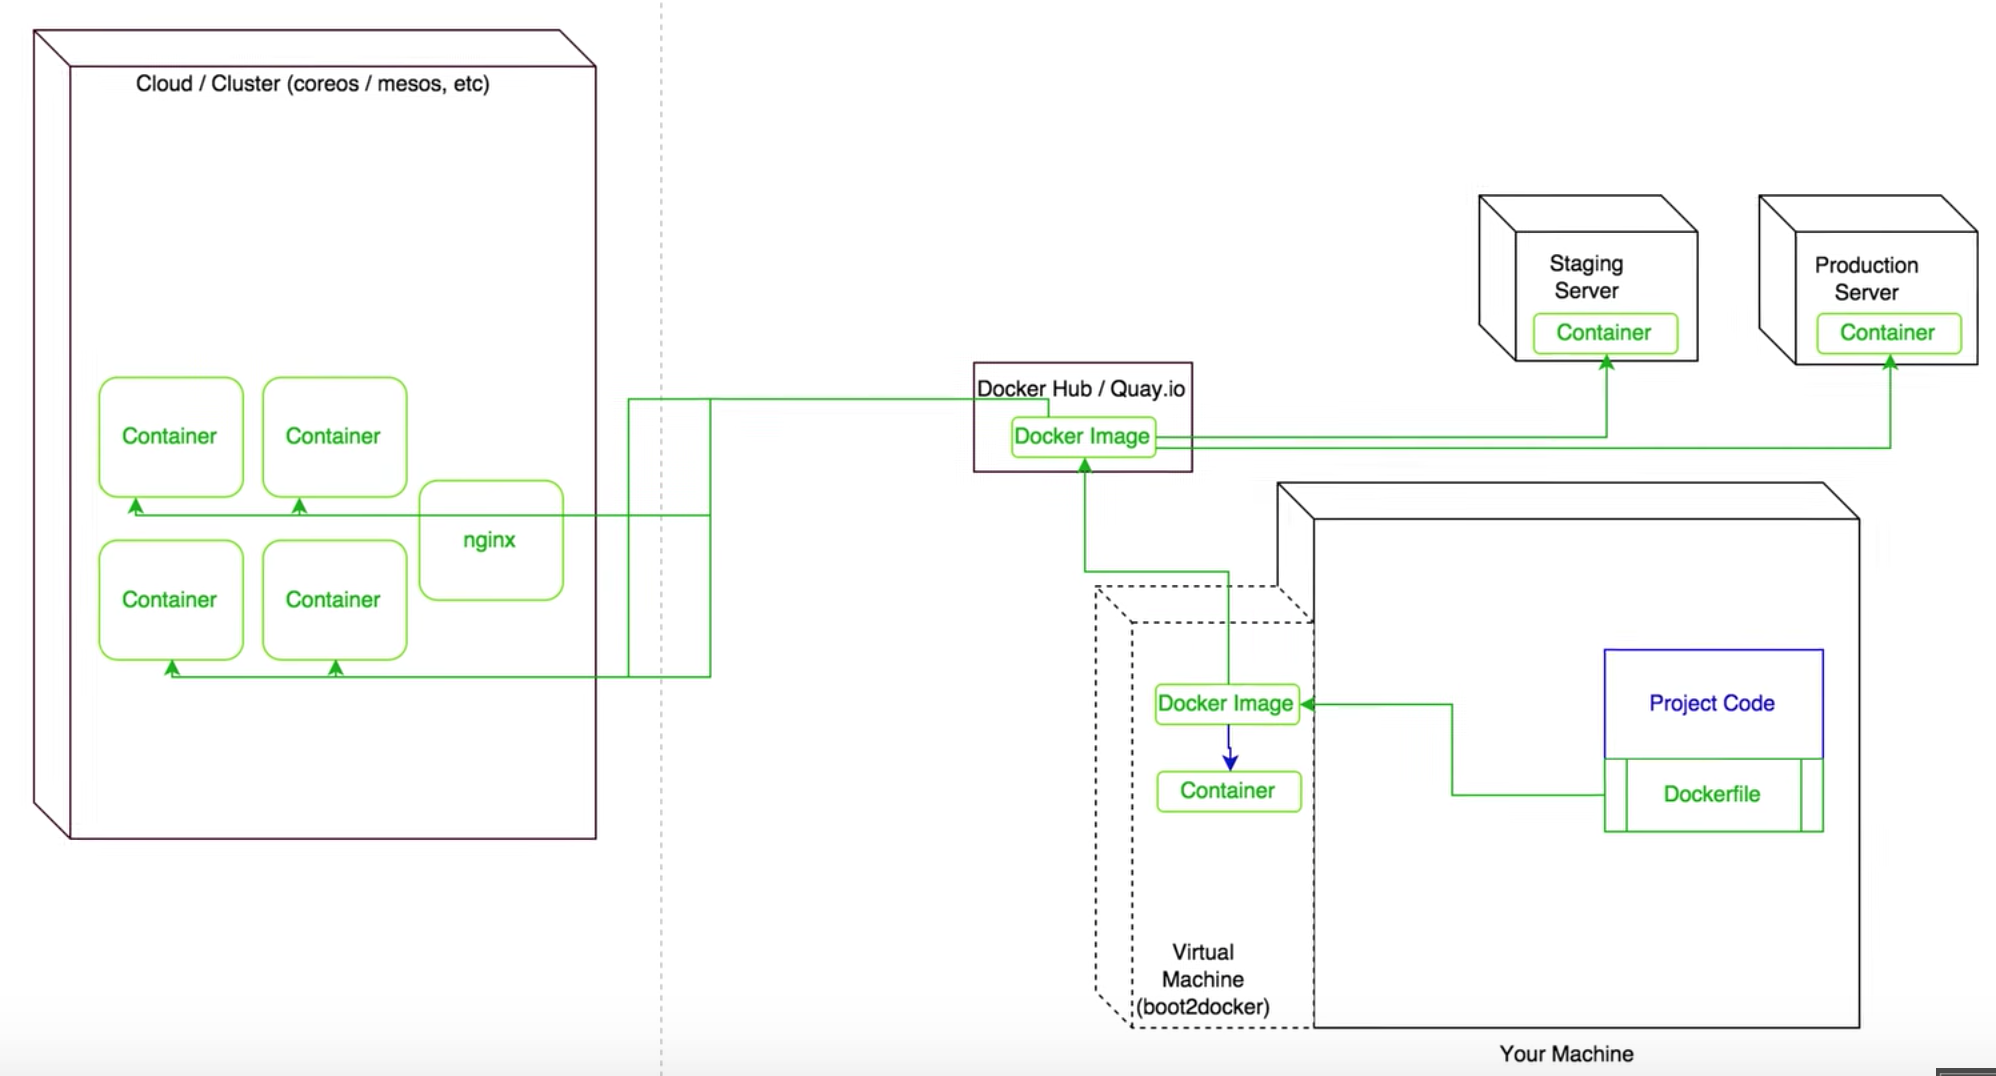 Cloud / Cluster (coreos / mesos, etc)
Container
Container
nginx
Container
Container
Docker Hub / Quay.io
Docker Image
Staging
Server
Container
Production
Server
Container
Docker Image
Container
Virtual
Machine
(boot2docker)
Project Code
Dockerfile
Your Machine